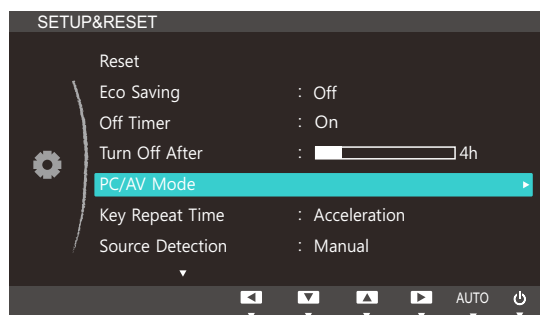 SETUP&RESET
Reset
Eco Saving : Off
Off Timer : On
Turn Off After : 4h
PC/AV Mode
Key Repeat Time : Acceleration
Source Detection : Manual
AUTO